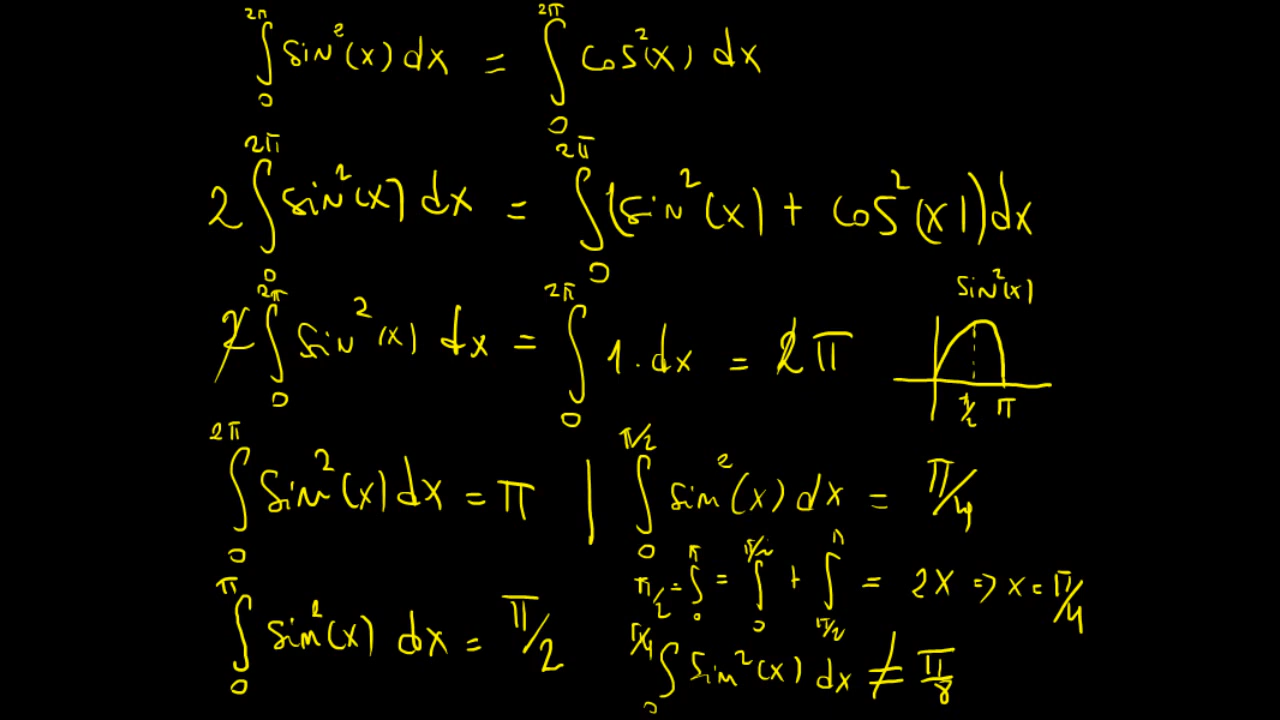 ∫₀^{2π} sin²(x) dx = ∫₀^{2π} cos²(x) dx
2 ∫₀^{2π} sin²(x) dx = ∫₀^{2π} (sin²(x) + cos²(x)) dx
2 ∫₀^{2π} sin²(x) dx = ∫₀^{2π} 1. dx = 2π
sin²(x)
π/2 π
∫₀^{2π} sin²(x) dx = π | ∫₀^{π/2} sin²(x) dx = π/4
π/2 = ∫₀^{π} = ∫₀^{π/2} + ∫_{π/2}^{π} = 2x => x = π/4
∫₀^{π} sin²(x) dx = π/2
∫₀^{π/4} sin²(x) dx ≠ π/8